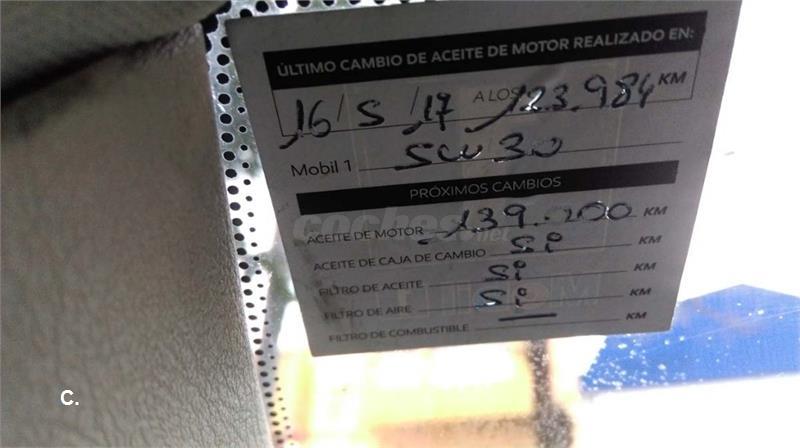 ÚLTIMO CAMBIO DE ACEITE DE MOTOR REALIZADO EN:
16/5/17 A LOS 123.984 KM
Mobil 1 5W30
PRÓXIMOS CAMBIOS
ACEITE DE MOTOR 139.000 KM
ACEITE DE CAJA DE CAMBIO Si KM
FILTRO DE ACEITE Si KM
FILTRO DE AIRE Si KM
FILTRO DE COMBUSTIBLE — KM
coches.net
C.